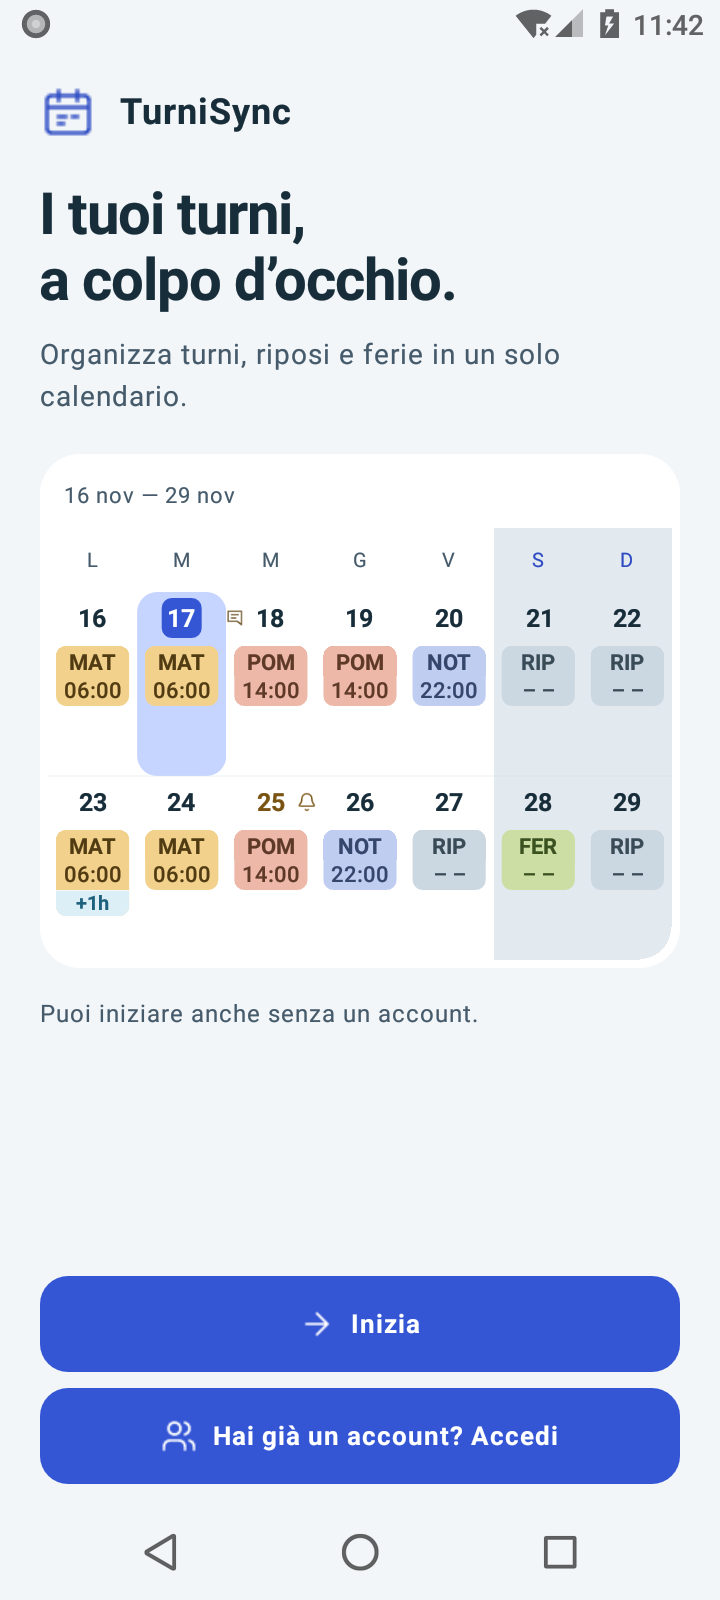 11:42
TurniSync
I tuoi turni,
a colpo d’occhio.
Organizza turni, riposi e ferie in un solo
calendario.
16 nov — 29 nov
L M M G V S D
16 17 18 19 20 21 22
MAT MAT POM POM NOT RIP RIP
06:00 06:00 14:00 14:00 22:00 – – – –
23 24 25 26 27 28 29
MAT MAT POM NOT RIP FER RIP
06:00 06:00 14:00 22:00 – – – – – –
+1h
Puoi iniziare anche senza un account.
Inizia
Hai già un account? Accedi